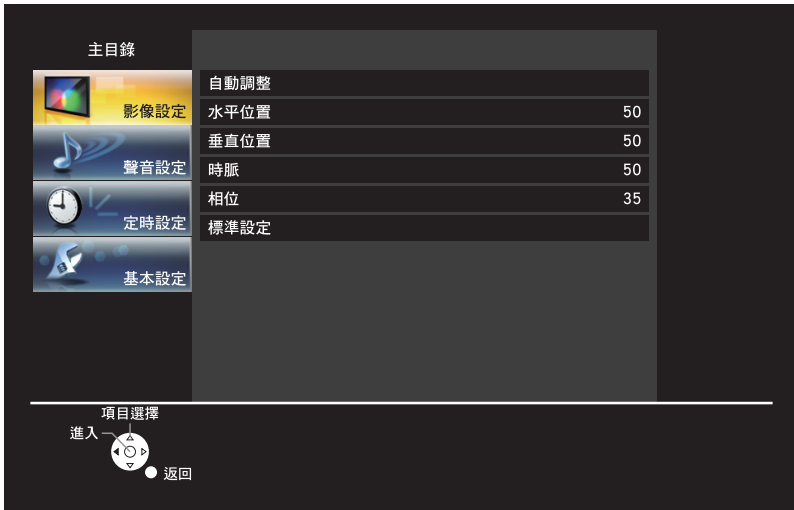 主目錄
影像設定
聲音設定
定時設定
基本設定
自動調整
水平位置 50
垂直位置 50
時脈 50
相位 35
標準設定
項目選擇
進入
返回